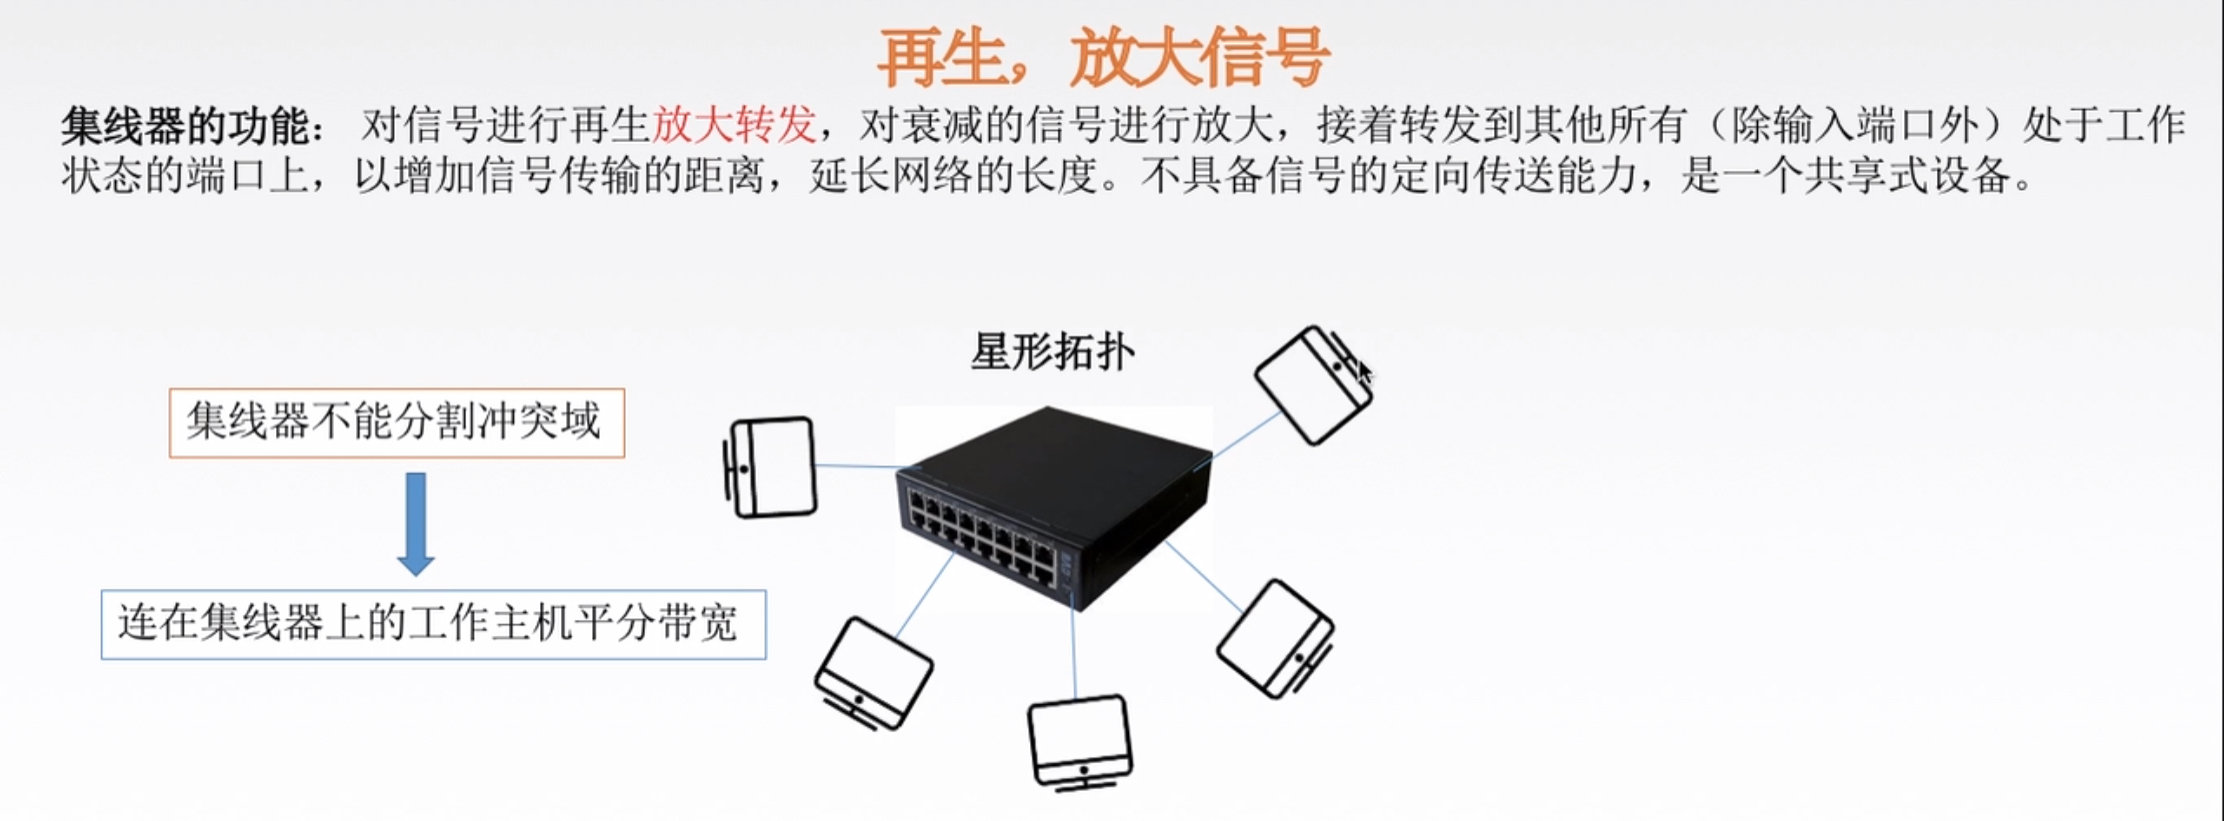 再生，放大信号
集线器的功能： 对信号进行再生放大转发，对衰减的信号进行放大，接着转发到其他所有（除输入端口外）处于工作
状态的端口上，以增加信号传输的距离，延长网络的长度。不具备信号的定向传送能力，是一个共享式设备。
星形拓扑
集线器不能分割冲突域
连在集线器上的工作主机平分带宽